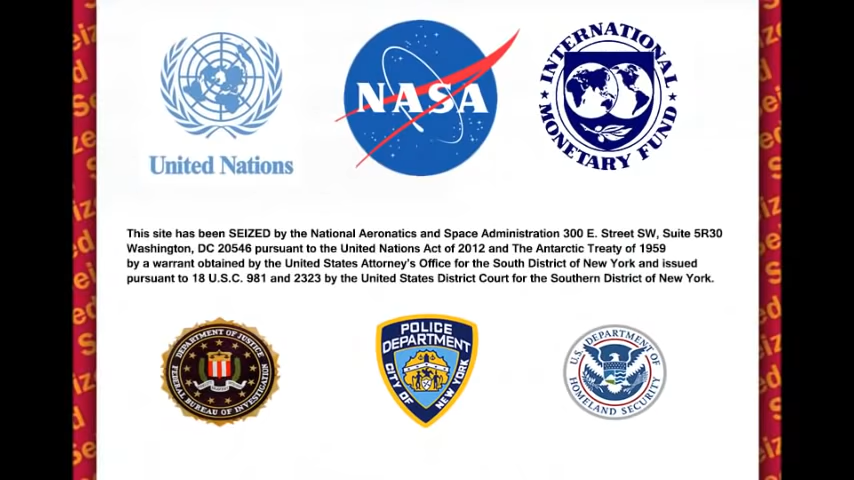 United Nations
NASA
INTERNATIONAL MONETARY FUND
This site has been SEIZED by the National Aeronatics and Space Administration 300 E. Street SW, Suite 5R30
Washington, DC 20546 pursuant to the United Nations Act of 2012 and The Antarctic Treaty of 1959
by a warrant obtained by the United States Attorney's Office for the South District of New York and issued
pursuant to 18 U.S.C. 981 and 2323 by the United States District Court for the Southern District of New York.
DEPARTMENT OF JUSTICE
FEDERAL BUREAU OF INVESTIGATION
POLICE
DEPARTMENT
CITY OF NEW YORK
U.S. DEPARTMENT OF
HOMELAND SECURITY
Seized